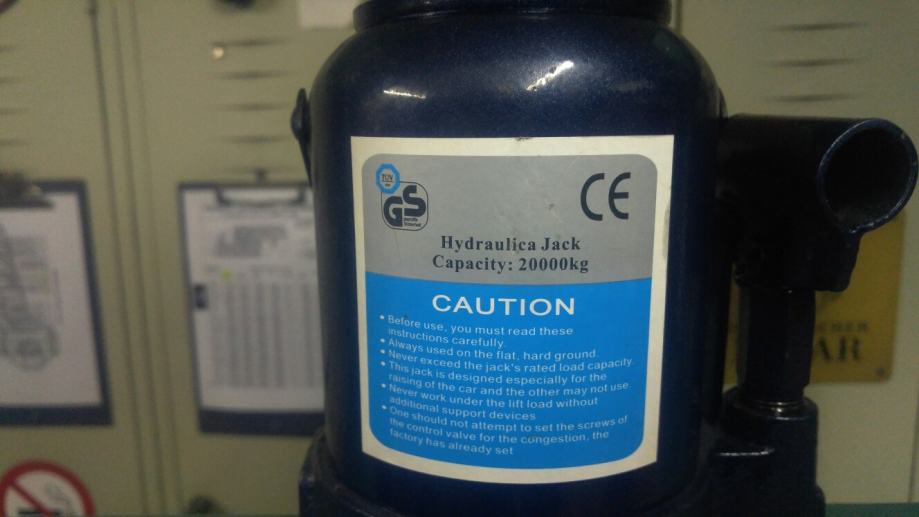 TÜV
GS
CE
Hydraulica Jack
Capacity: 20000kg
CAUTION
• Before use, you must read these
instructions carefully.
• Always used on the flat, hard ground.
• Never exceed the jack's rated load capacity.
• This jack is designed especially for the
raising of the car and the other may not use
• Never work under the lift load without
additional support devices
• One should not attempt to set the screws of
the control valve for the congestion, the
factory has already set